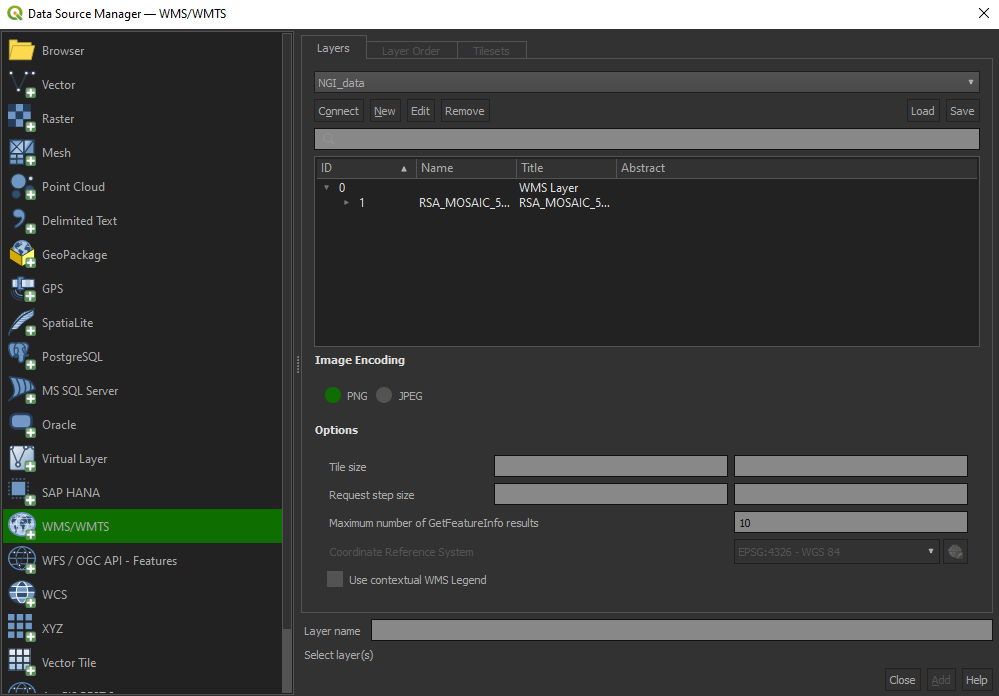 Data Source Manager — WMS/WMTS
Browser
Vector
Raster
Mesh
Point Cloud
Delimited Text
GeoPackage
GPS
SpatiaLite
PostgreSQL
MS SQL Server
Oracle
Virtual Layer
SAP HANA
WMS/WMTS
WFS / OGC API - Features
WCS
XYZ
Vector Tile
Layers Layer Order Tilesets
NGI_data
Connect New Edit Remove Load Save
ID Name Title Abstract
0 WMS Layer
1 RSA_MOSAIC_5... RSA_MOSAIC_5...
Image Encoding
PNG JPEG
Options
Tile size
Request step size
Maximum number of GetFeatureInfo results 10
Coordinate Reference System EPSG:4326 - WGS 84
Use contextual WMS Legend
Layer name
Select layer(s)
Close Add Help